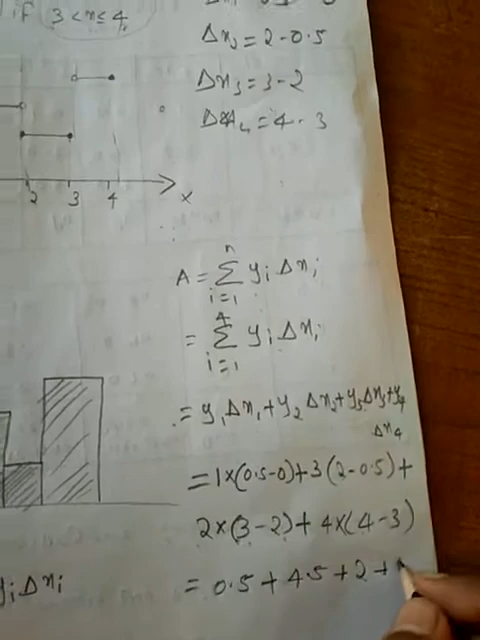 if 3 < x ≤ 4,
Δx₂ = 2 - 0.5
Δx₃ = 3 - 2
Δx₄ = 4 - 3
2 3 4 x
A = n Σ i=1 yᵢ Δxᵢ
= 4 Σ i=1 yᵢ Δxᵢ
= y₁ Δx₁ + y₂ Δx₂ + y₃ Δx₃ + y₄
Δx₄
= 1×(0.5-0) + 3(2-0.5) +
2×(3-2) + 4×(4-3)
yᵢ Δxᵢ
= 0.5 + 4.5 + 2 +